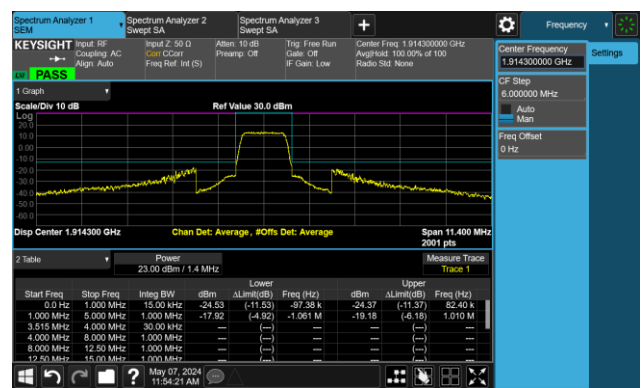 Spectrum Analyzer 1
SEM
Spectrum Analyzer 2
Swept SA
Spectrum Analyzer 3
Swept SA
Frequency
KEYSIGHT
Input: RF
Coupling: AC
Align: Auto
Input Z: 50 Ω
Corr CCorr
Freq Ref: Int (S)
Atten: 10 dB
Preamp: Off
Trig: Free Run
Gate: Off
IF Gain: Low
Center Freq: 1.914300000 GHz
Avg|Hold: 100.00% of 100
Radio Std: None
PASS
Center Frequency
1.914300000 GHz
Settings
CF Step
6.000000 MHz
Auto
Man
Freq Offset
0 Hz
1 Graph
Scale/Div 10 dB
Ref Value 30.0 dBm
Log
20.0
10.0
0.00
-10.0
-20.0
-30.0
-40.0
-50.0
-60.0
Disp Center 1.914300 GHz
Chan Det: Average, #Offs Det: Average
Span 11.400 MHz
2001 pts
2 Table
Power
23.00 dBm / 1.4 MHz
Measure Trace
Trace 1
Lower Upper
Start Freq Stop Freq Integ BW dBm ΔLimit(dB) Freq (Hz) dBm ΔLimit(dB) Freq (Hz)
0.0 Hz 1.000 MHz 15.00 kHz -24.53 (-11.53) -97.38 k -24.37 (-11.37) 82.40 k
1.000 MHz 5.000 MHz 1.000 MHz -17.92 (-4.92) -1.061 M -19.18 (-6.18) 1.010 M
3.515 MHz 4.000 MHz 30.00 kHz --- (---) --- --- (---) ---
4.000 MHz 8.000 MHz 1.000 MHz --- (---) --- --- (---) ---
8.000 MHz 12.50 MHz 1.000 MHz --- (---) --- --- (---) ---
12.50 MHz 15.00 MHz 1.000 MHz --- (---) --- --- (---) ---
May 07, 2024
11:54:21 AM